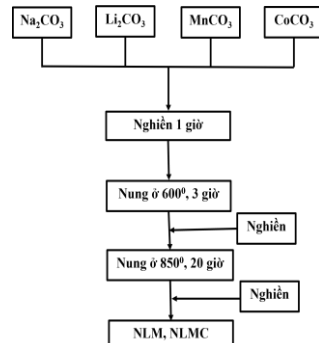 Na₂CO₃
Li₂CO₃
MnCO₃
CoCO₃
Nghiền 1 giờ
Nung ở 600⁰, 3 giờ
Nghiền
Nung ở 850⁰, 20 giờ
Nghiền
NLM, NLMC